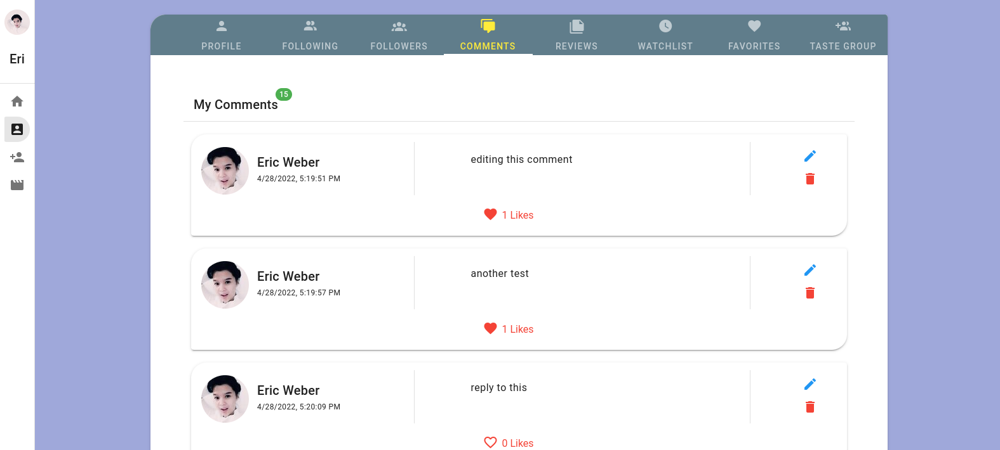 Eri
PROFILE
FOLLOWING
FOLLOWERS
COMMENTS
REVIEWS
WATCHLIST
FAVORITES
TASTE GROUP
My Comments 15
Eric Weber
4/28/2022, 5:19:51 PM
editing this comment
1 Likes
Eric Weber
4/28/2022, 5:19:57 PM
another test
1 Likes
Eric Weber
4/28/2022, 5:20:09 PM
reply to this
0 Likes